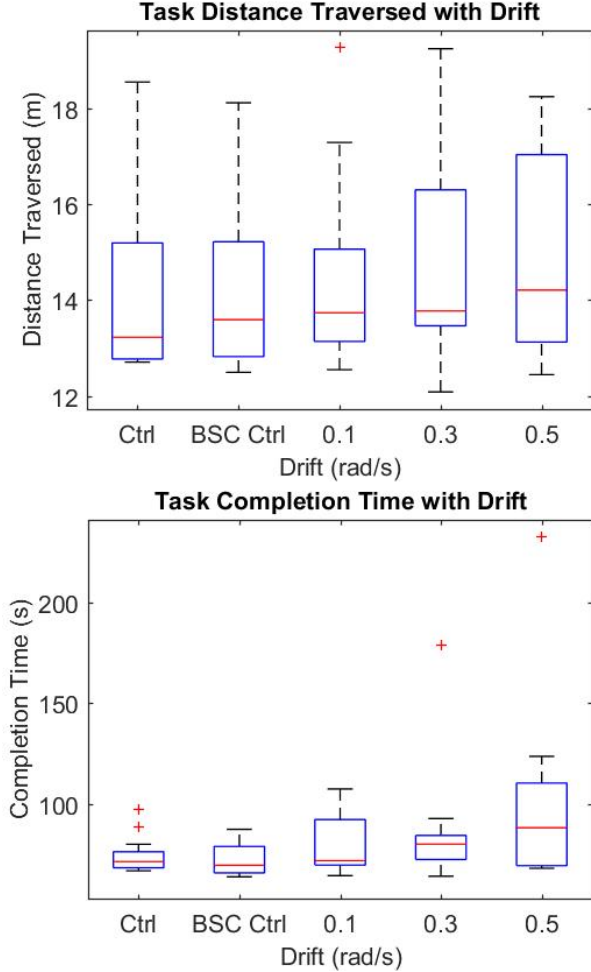 Task Distance Traversed with Drift
Distance Traversed (m)
18
16
14
12
Ctrl BSC Ctrl 0.1 0.3 0.5
Drift (rad/s)
Task Completion Time with Drift
Completion Time (s)
200
150
100
Ctrl BSC Ctrl 0.1 0.3 0.5
Drift (rad/s)